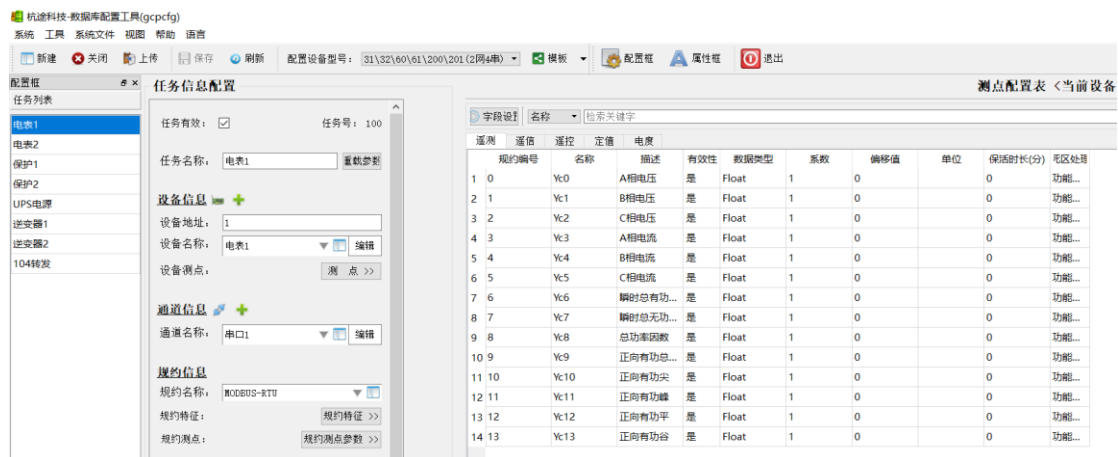 杭途科技-数据库配置工具(gcpcfg)
系统 工具 系统文件 视图 帮助 语言
新建 关闭 上传 保存 刷新 配置设备型号: 31\32\60\61\200\201(2网4串) 模板 配置框 属性框 退出
配置框
任务列表
电表1
电表2
保护1
保护2
UPS电源
逆变器1
逆变器2
104转发
任务信息配置
任务有效: 任务号: 100
任务名称: 电表1 重载参数
设备信息
设备地址: 1
设备名称: 电表1 编辑
设备测点: 测 点 >>
通道信息
通道名称: 串口1 编辑
规约信息
规约名称: MODBUS-RTU
规约特征: 规约特征 >>
规约测点: 规约测点参数 >>
测点配置表 <当前设备
字段设 名称 检索关键字
遥测 遥信 遥控 定值 电度
规约编号 名称 描述 有效性 数据类型 系数 偏移值 单位 保活时长(分) 死区处理
1 0 Yc0 A相电压 是 Float 1 0 0 功能...
2 1 Yc1 B相电压 是 Float 1 0 0 功能...
3 2 Yc2 C相电压 是 Float 1 0 0 功能...
4 3 Yc3 A相电流 是 Float 1 0 0 功能...
5 4 Yc4 B相电流 是 Float 1 0 0 功能...
6 5 Yc5 C相电流 是 Float 1 0 0 功能...
7 6 Yc6 瞬时总有功... 是 Float 1 0 0 功能...
8 7 Yc7 瞬时总无功... 是 Float 1 0 0 功能...
9 8 Yc8 总功率因数 是 Float 1 0 0 功能...
10 9 Yc9 正向有功总... 是 Float 1 0 0 功能...
11 10 Yc10 正向有功尖 是 Float 1 0 0 功能...
12 11 Yc11 正向有功峰 是 Float 1 0 0 功能...
13 12 Yc12 正向有功平 是 Float 1 0 0 功能...
14 13 Yc13 正向有功谷 是 Float 1 0 0 功能...